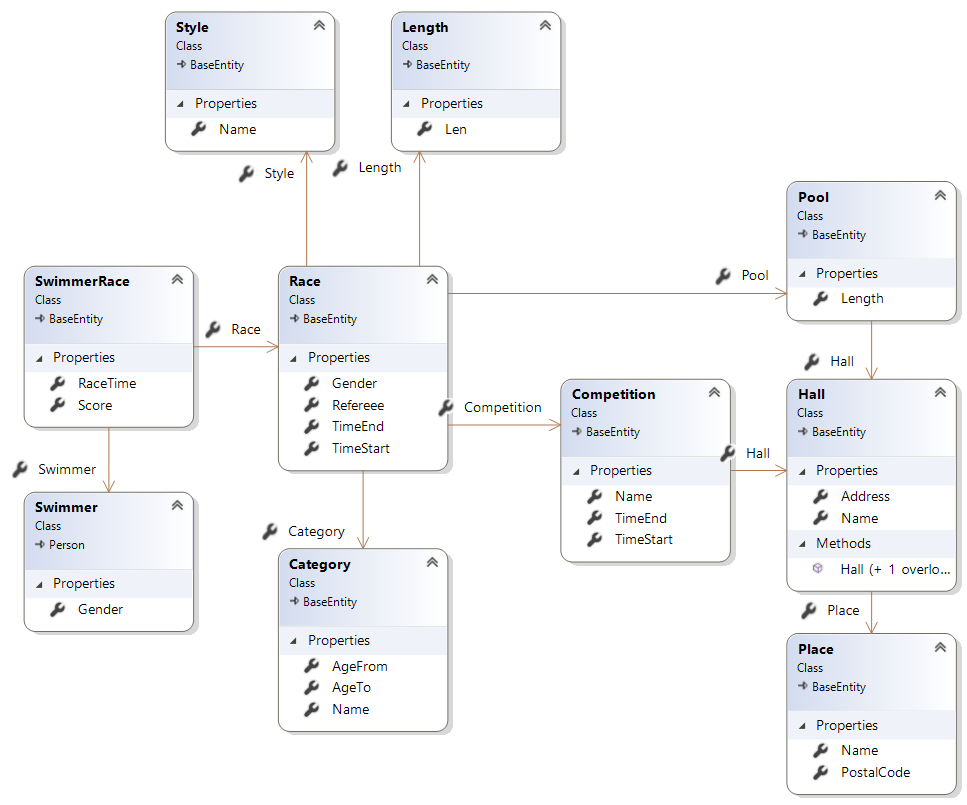 Style
Class
BaseEntity
Properties
Name
Length
Class
BaseEntity
Properties
Len
Style
Length
Pool
Class
BaseEntity
Properties
Length
Pool
SwimmerRace
Class
BaseEntity
Properties
RaceTime
Score
Race
Race
Class
BaseEntity
Properties
Gender
Refereee
TimeEnd
TimeStart
Competition
Competition
Class
BaseEntity
Properties
Name
TimeEnd
TimeStart
Hall
Hall
Hall
Class
BaseEntity
Properties
Address
Name
Methods
Hall (+ 1 overlo...
Swimmer
Swimmer
Class
Person
Properties
Gender
Category
Category
Class
BaseEntity
Properties
AgeFrom
AgeTo
Name
Place
Place
Class
BaseEntity
Properties
Name
PostalCode